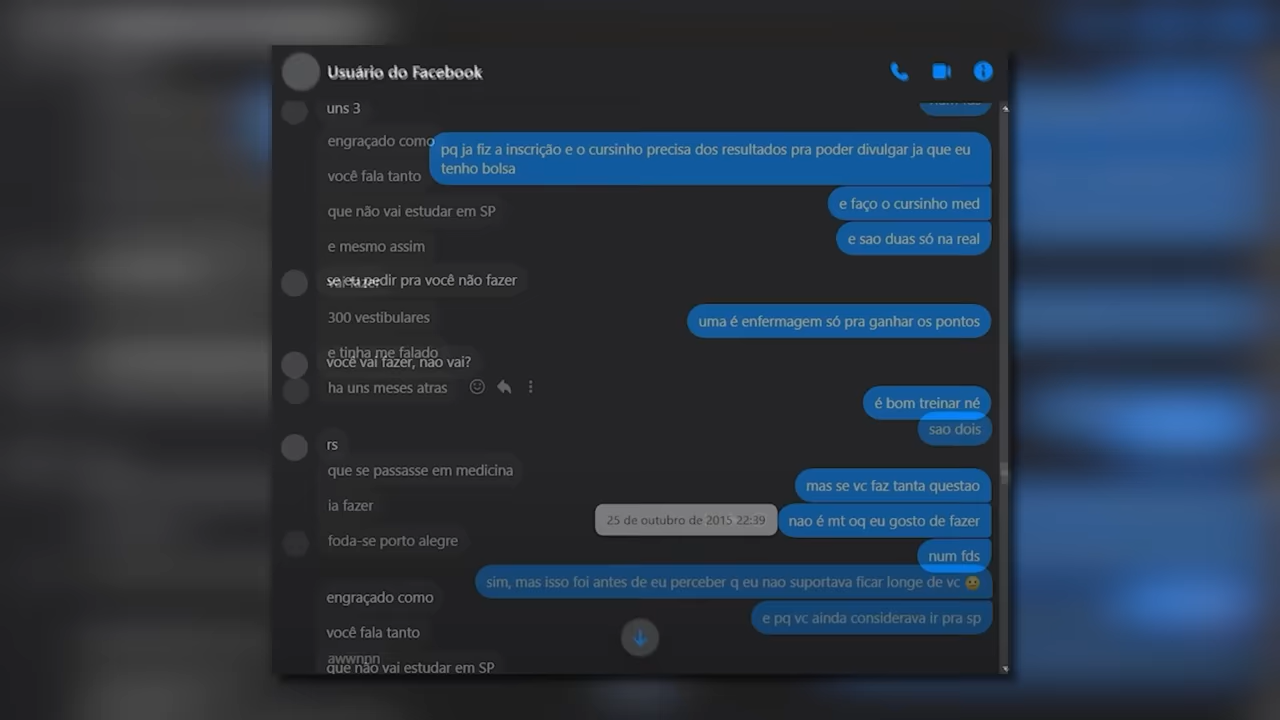 Usuário do Facebook
uns 3
engraçado como
pq ja fiz a inscrição e o cursinho precisa dos resultados pra poder divulgar ja que eu
tenho bolsa
você fala tanto
e faço o cursinho med
que não vai estudar em SP
e sao duas só na real
e mesmo assim
se eu pedir pra você não fazer
vai fazer
300 vestibulares
uma é enfermagem só pra ganhar os pontos
e tinha me falado
você vai fazer, não vai?
ha uns meses atras
é bom treinar né
sao dois
rs
que se passasse em medicina
mas se vc faz tanta questao
ia fazer
25 de outubro de 2015 22:39
nao é mt oq eu gosto de fazer
foda-se porto alegre
num fds
sim, mas isso foi antes de eu perceber q eu nao suportava ficar longe de vc 😐
engraçado como
e pq vc ainda considerava ir pra sp
você fala tanto
awwnnn
que não vai estudar em SP